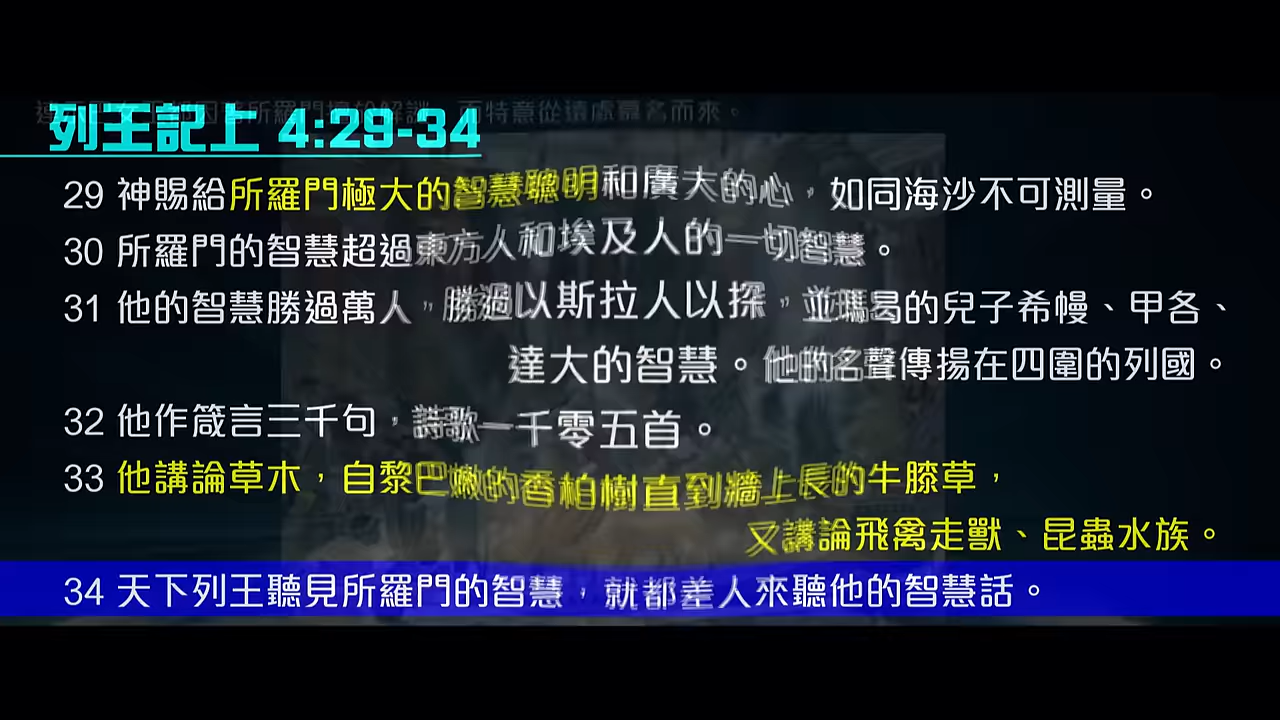 列王記上 4:29-34
29 神賜給所羅門極大的智慧聰明和廣大的心，如同海沙不可測量。
30 所羅門的智慧超過東方人和埃及人的一切智慧。
31 他的智慧勝過萬人，勝過以斯拉人以探，並瑪曷的兒子希幔、甲各、
達大的智慧。他的名聲傳揚在四圍的列國。
32 他作箴言三千句，詩歌一千零五首。
33 他講論草木，自黎巴嫩的香柏樹直到牆上長的牛膝草，
又講論飛禽走獸、昆蟲水族。
34 天下列王聽見所羅門的智慧，就都差人來聽他的智慧話。